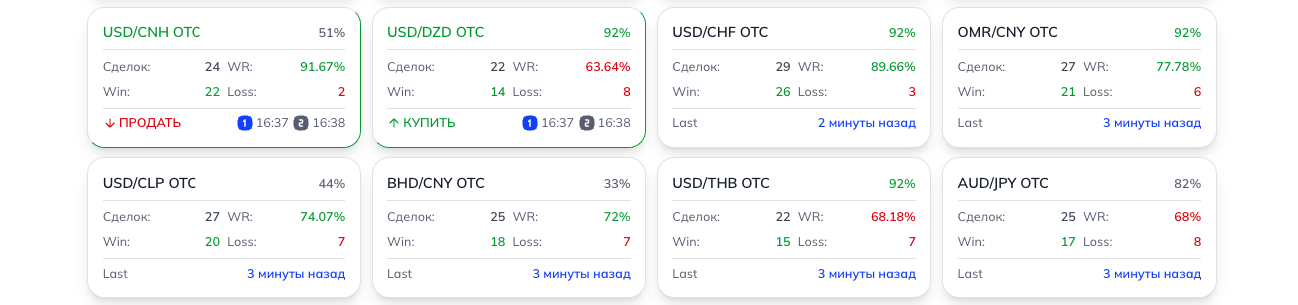 USD/CNH OTC 51%
Сделок: 24 WR: 91.67%
Win: 22 Loss: 2
↓ ПРОДАТЬ 1 16:37 2 16:38
USD/DZD OTC 92%
Сделок: 22 WR: 63.64%
Win: 14 Loss: 8
↑ КУПИТЬ 1 16:37 2 16:38
USD/CHF OTC 92%
Сделок: 29 WR: 89.66%
Win: 26 Loss: 3
Last 2 минуты назад
OMR/CNY OTC 92%
Сделок: 27 WR: 77.78%
Win: 21 Loss: 6
Last 3 минуты назад
USD/CLP OTC 44%
Сделок: 27 WR: 74.07%
Win: 20 Loss: 7
Last 3 минуты назад
BHD/CNY OTC 33%
Сделок: 25 WR: 72%
Win: 18 Loss: 7
Last 3 минуты назад
USD/THB OTC 92%
Сделок: 22 WR: 68.18%
Win: 15 Loss: 7
Last 3 минуты назад
AUD/JPY OTC 82%
Сделок: 25 WR: 68%
Win: 17 Loss: 8
Last 3 минуты назад